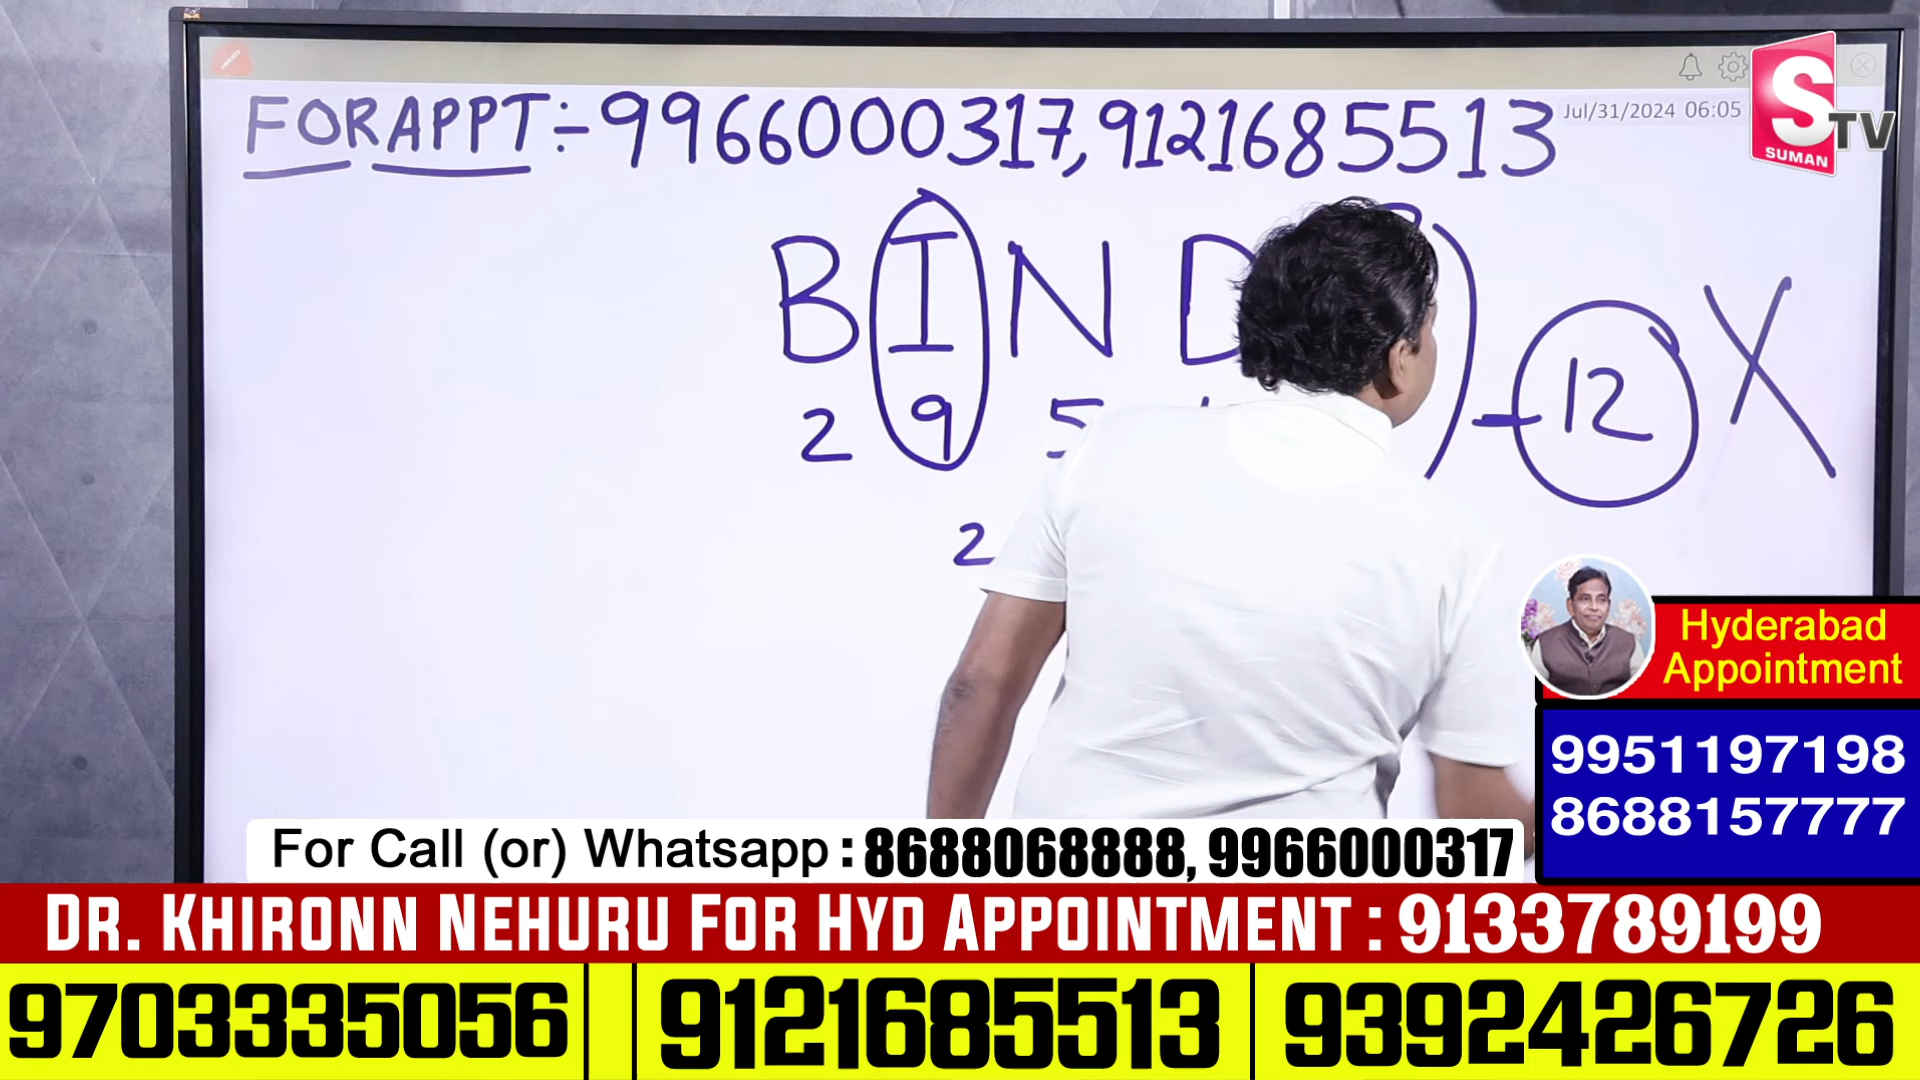 FOR APPT:-9966000317,9121685513
Jul/31/2024 06:05
S TV
SUMAN
B I N D
12 X
2 9 5
2
Hyderabad
Appointment
9951197198
8688157777
For Call (or) Whatsapp : 8688068888, 9966000317
DR. KHIRONN NEHURU FOR HYD APPOINTMENT : 9133789199
9703335056
9121685513
9392426726